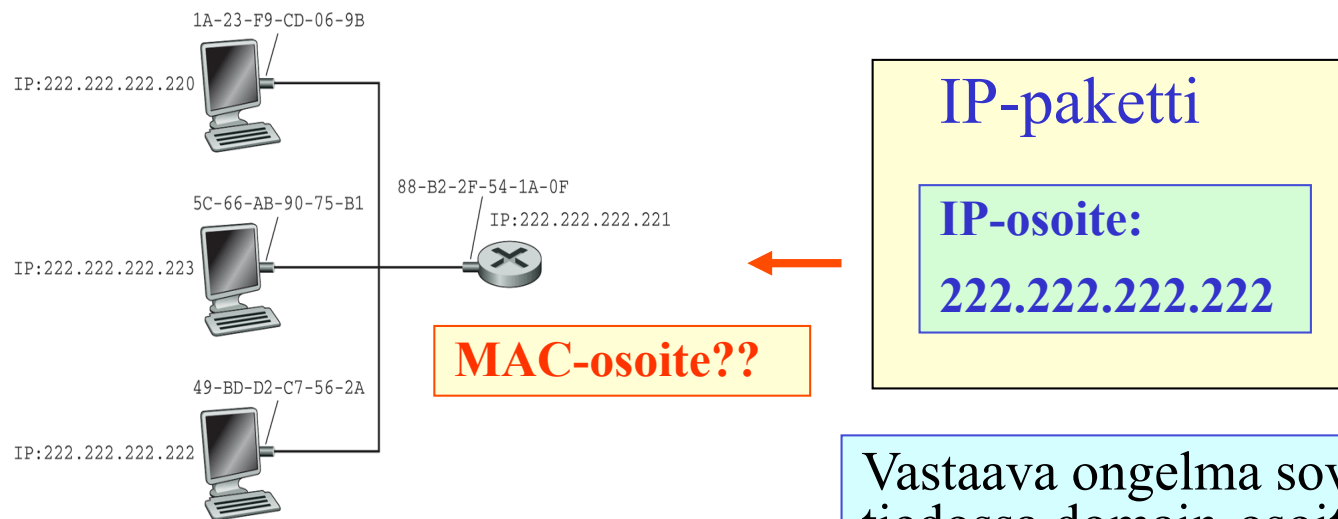 1A-23-F9-CD-06-9B
IP:222.222.222.220
5C-66-AB-90-75-B1
IP:222.222.222.223
49-BD-D2-C7-56-2A
IP:222.222.222.222
88-B2-2F-54-1A-0F
IP:222.222.222.221
MAC-osoite??
IP-paketti
IP-osoite:
222.222.222.222
Vastaava ongelma sov